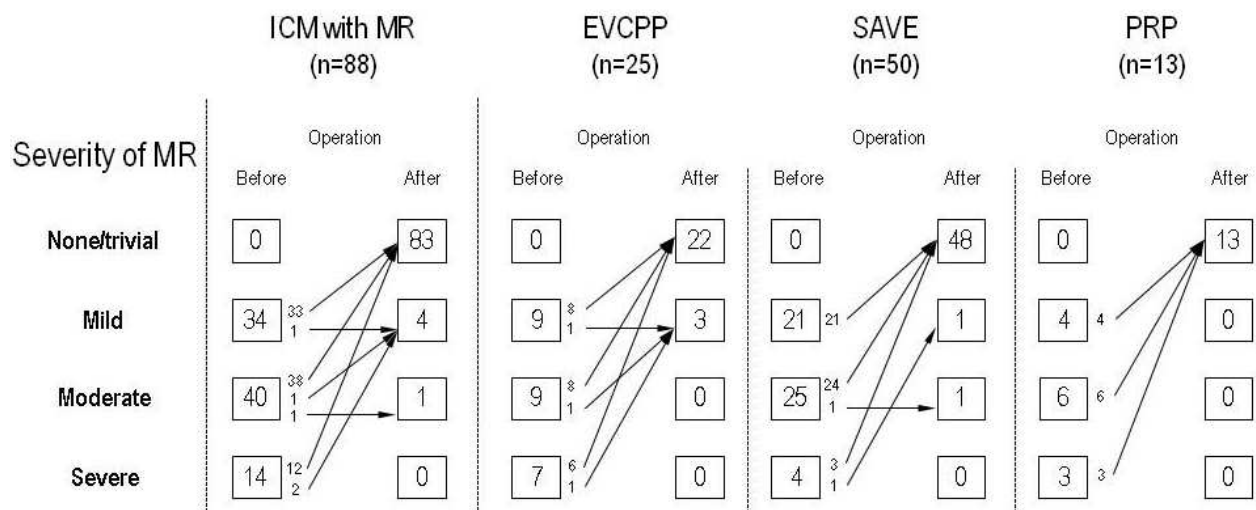 ICM with MR EVCPP SAVE PRP
(n=88) (n=25) (n=50) (n=13)
Severity of MR
Operation Operation Operation Operation
Before After Before After Before After Before After
None/trivial 0 83 0 22 0 48 0 13
Mild 34 33 4 9 8 3 21 21 1 4 4 0
1 1
Moderate 40 38 1 9 8 0 25 24 1 6 6 0
1 1 1
1
Severe 14 12 0 7 6 0 4 3 0 3 3 0
2 1 1